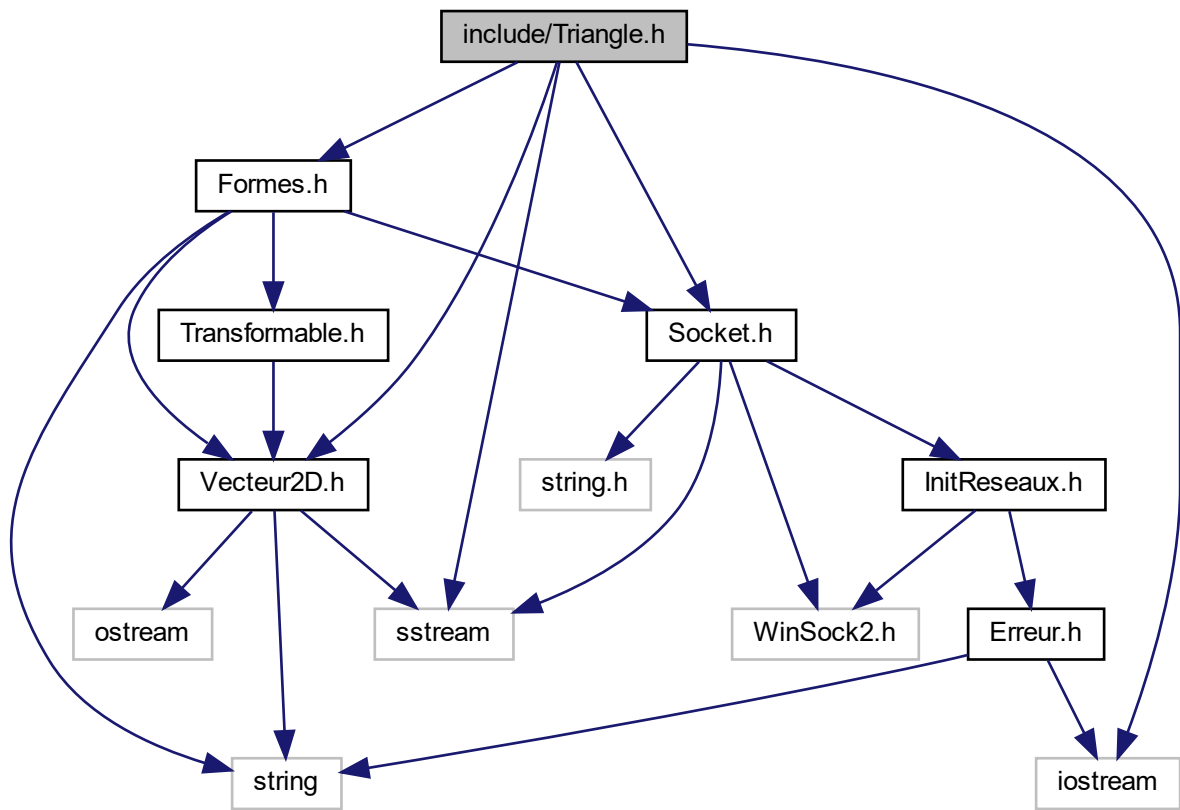 include/Triangle.h
Formes.h
Transformable.h
Socket.h
Vecteur2D.h
string.h
InitReseaux.h
ostream
sstream
WinSock2.h
Erreur.h
string
iostream